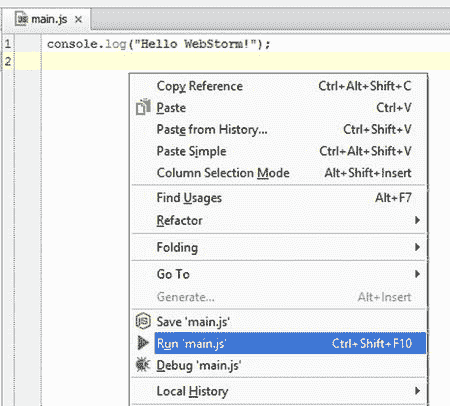 main.js
1 console.log("Hello WebStorm!");
2
Copy Reference Ctrl+Alt+Shift+C
Paste Ctrl+V
Paste from History... Ctrl+Shift+V
Paste Simple Ctrl+Alt+Shift+V
Column Selection Mode Alt+Shift+Insert
Find Usages Alt+F7
Refactor
Folding
Go To
Generate... Alt+Insert
Save 'main.js'
Run 'main.js' Ctrl+Shift+F10
Debug 'main.js'
Local History